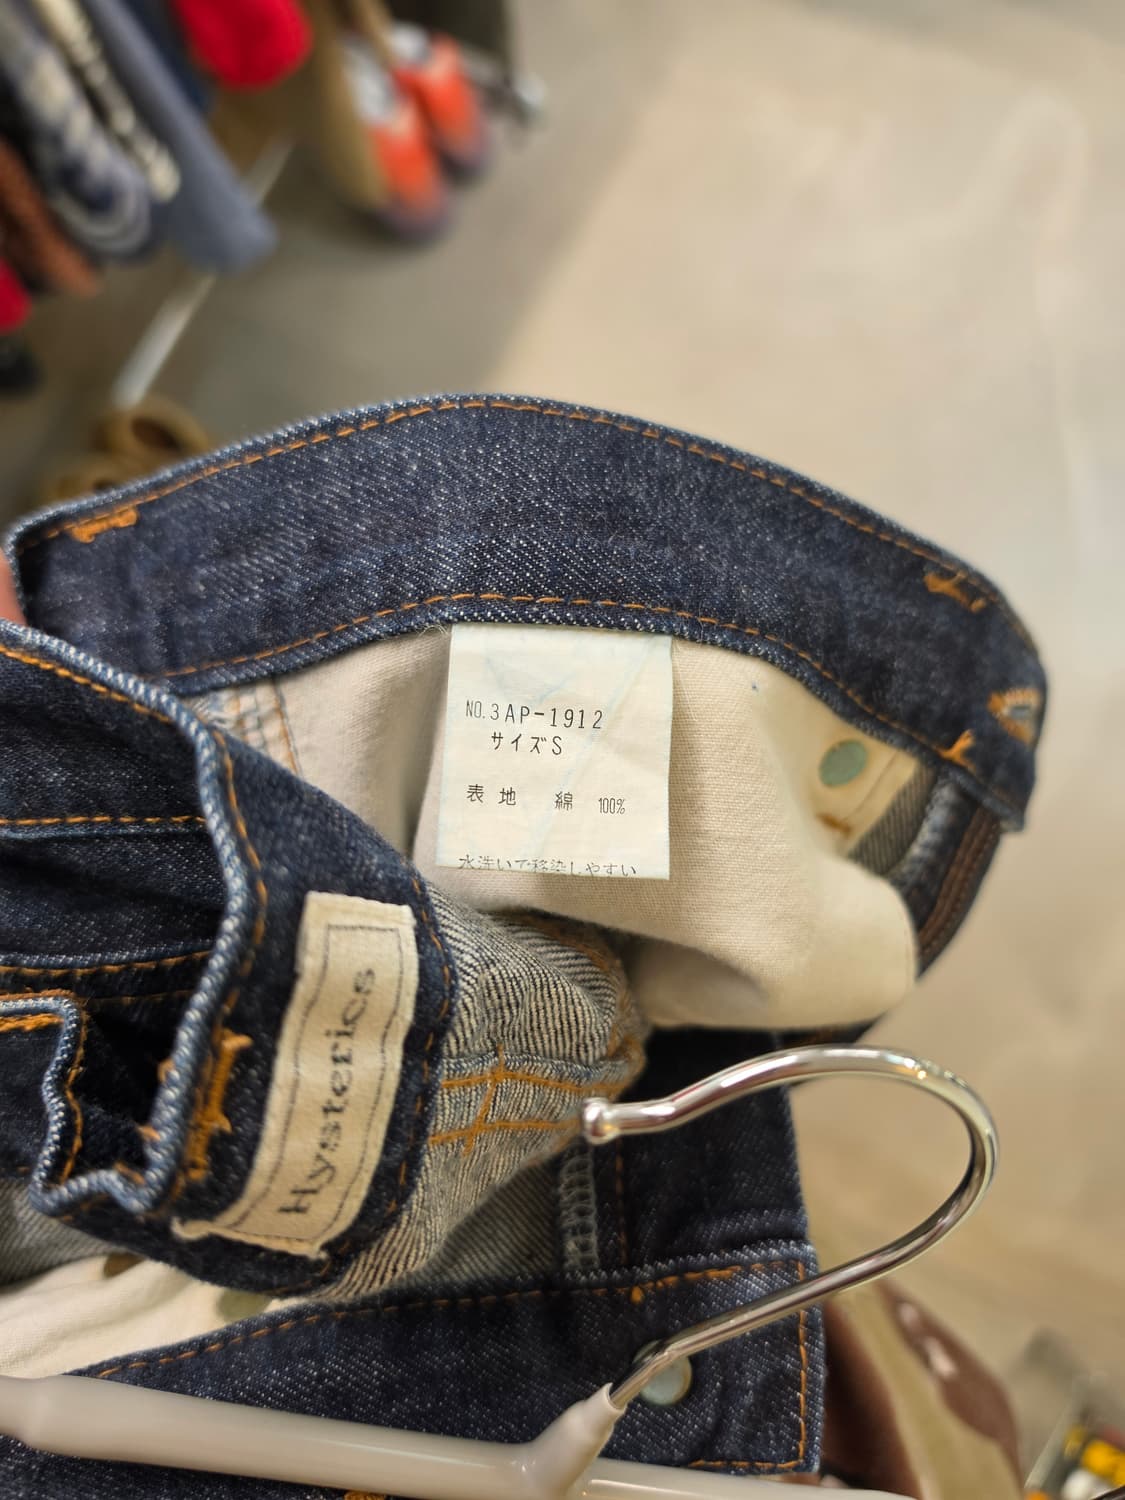 NO.3AP-1912
サイズS
表地 綿 100%
水洗いで移染しやすい
Hysterics